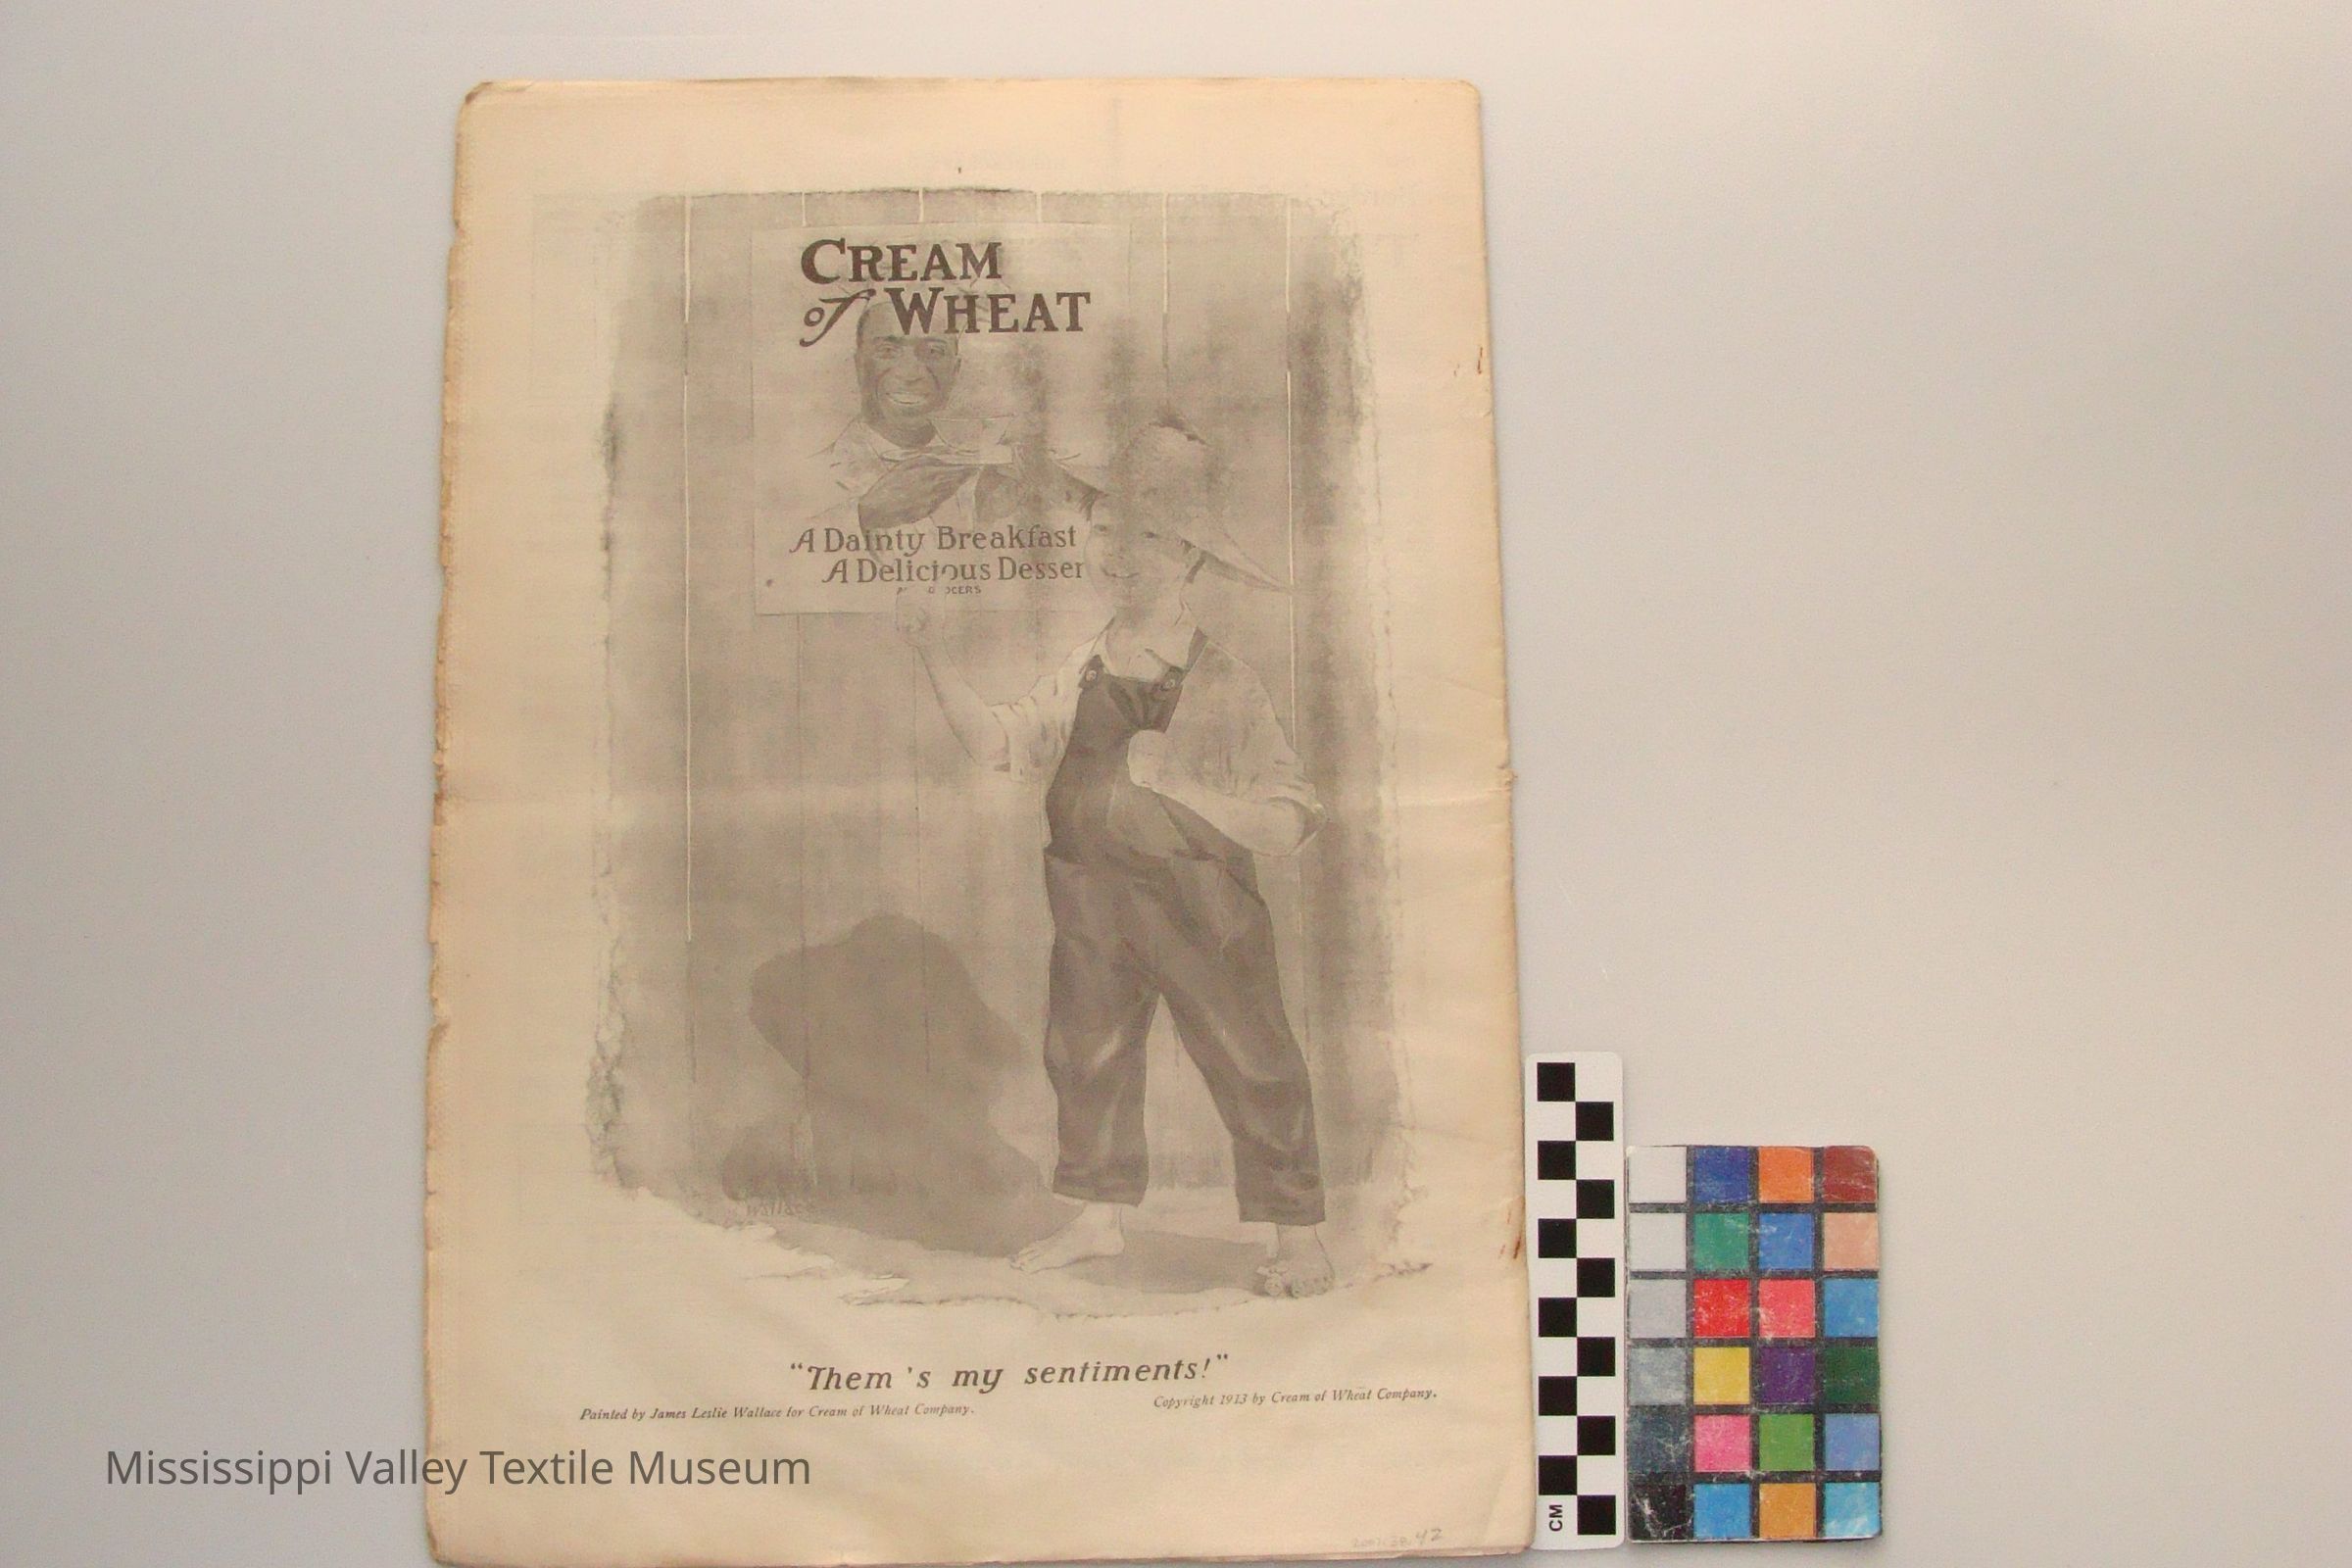 CREAM
of WHEAT
A Dainty Breakfast
A Delicious Desser
"Them's my sentiments!"
Painted by James Leslie Wallace for Cream of Wheat Company.
Copyright 1913 by Cream of Wheat Company.
Mississippi Valley Textile Museum
CM